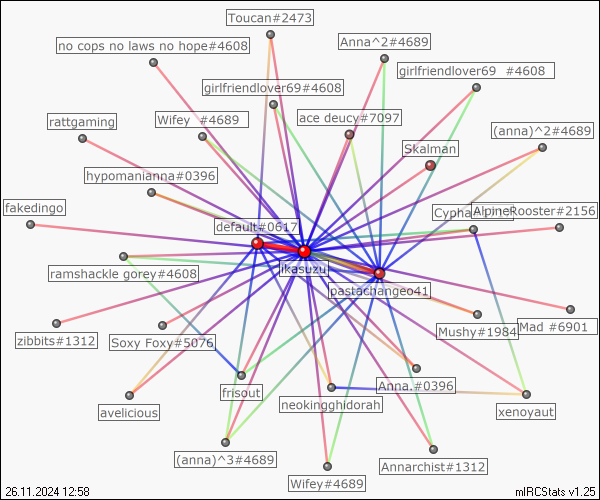 Toucan#2473
no cops no laws no hope#4608
Anna^2#4689
girlfriendlover69 #4608
girlfriendlover69#4608
rattgaming
Wifey #4689
ace deucy#7097
(anna)^2#4689
Skalman
hypomanianna#0396
fakedingo
default#0617
AlpineRooster#2156
ikasuzu
ramshackle gorey#4608
pastachangeo41
zibbits#1312
Soxy Foxy#5076
Mushy#1984
Mad #6901
avelicious
frisout
neokingghidorah
Anna.#0396
xenoyaut
(anna)^3#4689
Wifey#4689
Annarchist#1312
26.11.2024 12:58
mIRCStats v1.25